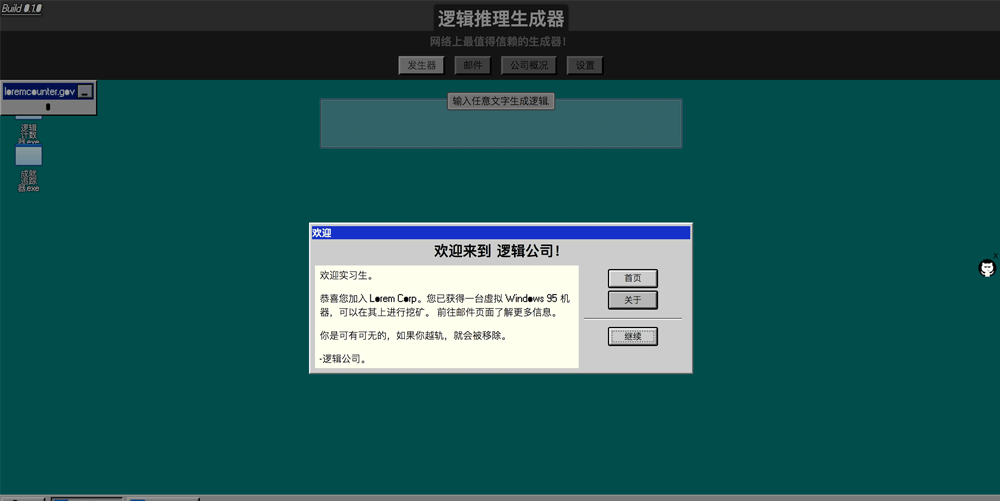 Build 0.1.0
逻辑推理生成器
网络上最值得信赖的生成器！
发生器 邮件 公司概况 设置
loremcounter.gov
0
逻辑
计数
器.exe
成就
追踪
器.exe
输入任意文字生成逻辑.
欢迎
欢迎来到 逻辑公司！
欢迎实习生。
恭喜您加入 Lorem Corp。您已获得一台虚拟 Windows 95 机
器，可以在其上进行挖矿。 前往邮件页面了解更多信息。
你是可有可无的，如果你越轨，就会被移除。
-逻辑公司。
首页
关于
继续